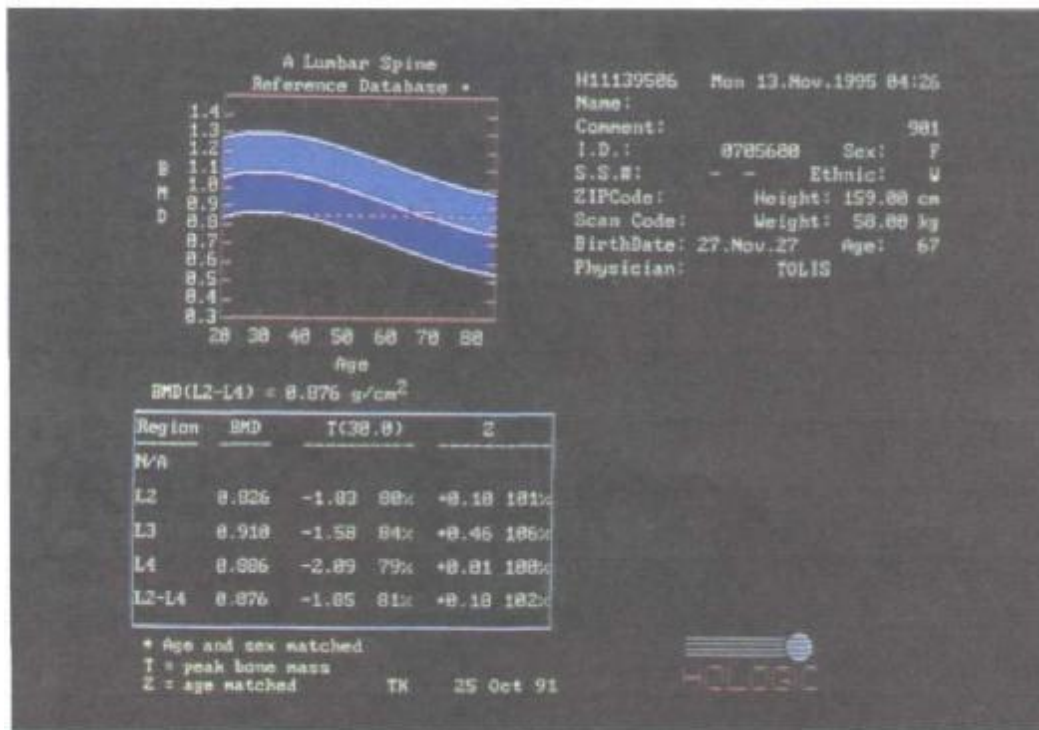 A Lumbar Spine
Reference Database *
1.4
1.3
1.2
1.1
1.0
0.9
0.8
0.7
0.6
0.5
0.4
0.3
B
M
D
20 30 40 50 60 70 80
Age
H11139506 Mon 13.Nov.1995 04:26
Name:
Comment: 901
I.D.: 0705600 Sex: F
S.S.#: - - Ethnic: W
ZIPCode: Height: 159.00 cm
Scan Code: Weight: 58.00 kg
BirthDate: 27.Nov.27 Age: 67
Physician: TOLIS
BMD(L2-L4) = 0.876 g/cm²
Region BMD T(30.0) Z
N/A
L2 0.826 -1.83 80% +0.10 101%
L3 0.910 -1.58 84% +0.46 106%
L4 0.886 -2.09 79% +0.01 100%
L2-L4 0.876 -1.85 81% +0.18 102%
* Age and sex matched
T = peak bone mass
Z = age matched TK 25 Oct 91
HOLOGIC